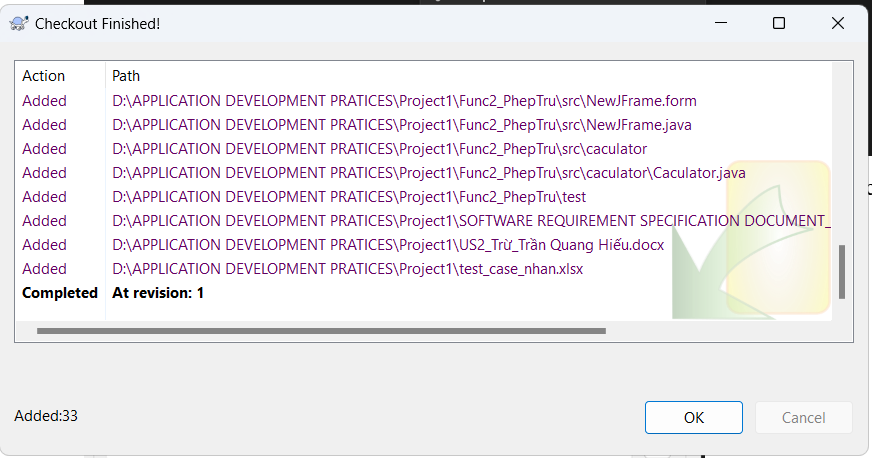 Checkout Finished!
Action Path
Added D:\APPLICATION DEVELOPMENT PRATICES\Project1\Func2_PhepTru\src\NewJFrame.form
Added D:\APPLICATION DEVELOPMENT PRATICES\Project1\Func2_PhepTru\src\NewJFrame.java
Added D:\APPLICATION DEVELOPMENT PRATICES\Project1\Func2_PhepTru\src\caculator
Added D:\APPLICATION DEVELOPMENT PRATICES\Project1\Func2_PhepTru\src\caculator\Caculator.java
Added D:\APPLICATION DEVELOPMENT PRATICES\Project1\Func2_PhepTru\test
Added D:\APPLICATION DEVELOPMENT PRATICES\Project1\SOFTWARE REQUIREMENT SPECIFICATION DOCUMENT_
Added D:\APPLICATION DEVELOPMENT PRATICES\Project1\US2_Trừ_Trần Quang Hiếu.docx
Added D:\APPLICATION DEVELOPMENT PRATICES\Project1\test_case_nhan.xlsx
Completed At revision: 1
Added:33
OK Cancel